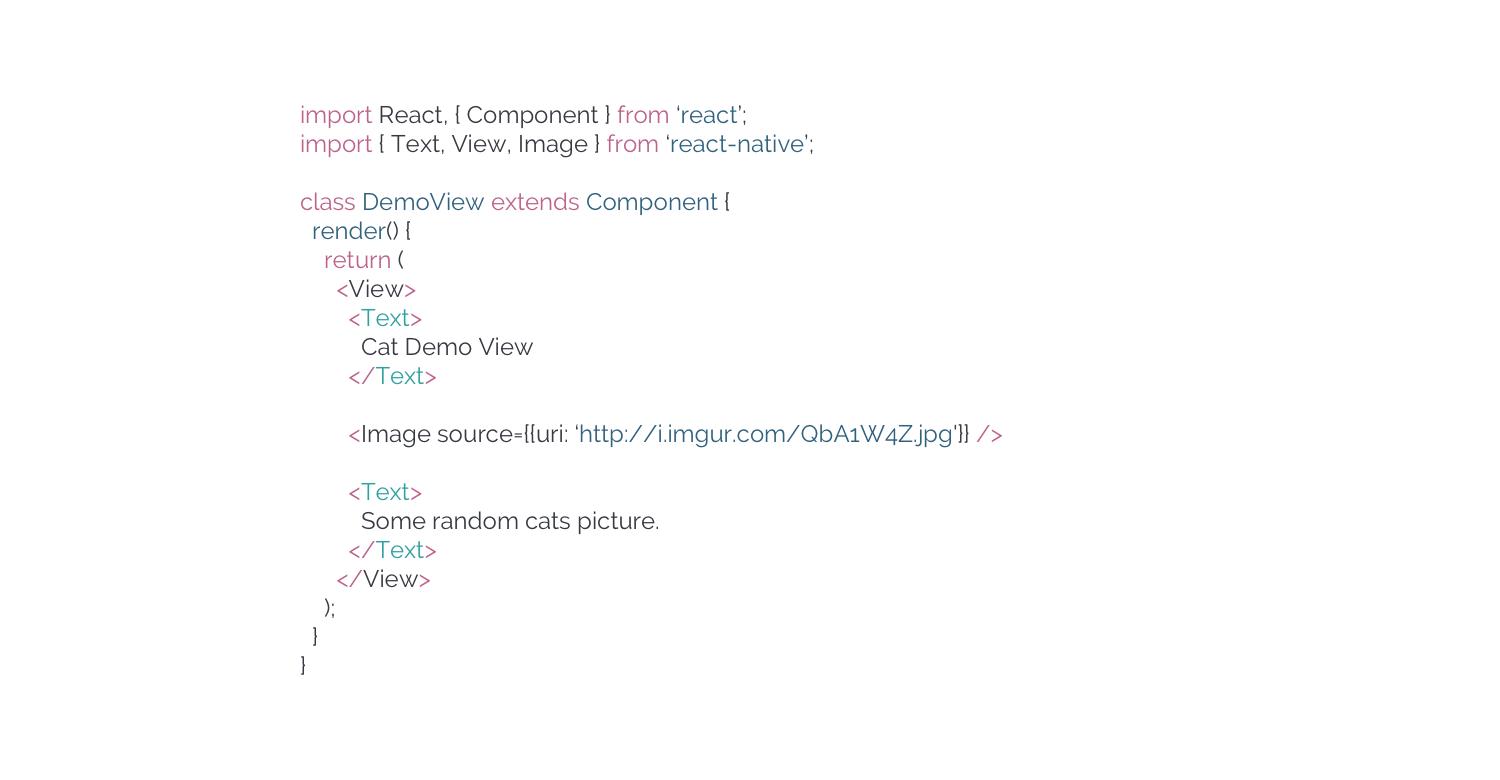 import React, { Component } from ‘react’;
import { Text, View, Image } from ‘react-native’;
class DemoView extends Component {
render() {
return (
<View>
<Text>
Cat Demo View
</Text>
<Image source={{uri: ‘http://i.imgur.com/QbA1W4Z.jpg'}} />
<Text>
Some random cats picture.
</Text>
</View>
);
}
}